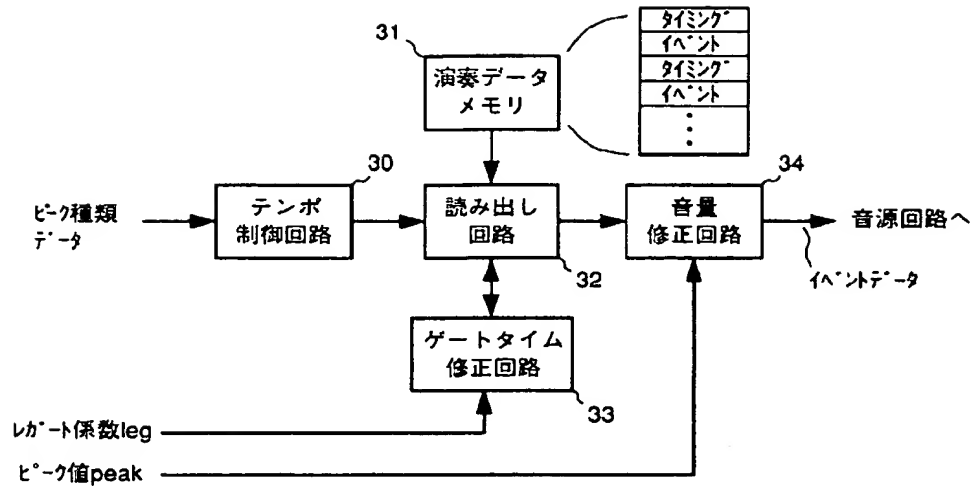 31
演奏データ
メモリ
ﾀｲﾐﾝｸﾞ
ｲﾍﾞﾝﾄ
ﾀｲﾐﾝｸﾞ
ｲﾍﾞﾝﾄ
ﾋﾟｰｸ種類
データ
30
テンポ
制御回路
読み出し
回路
32
34
音量
修正回路
音源回路へ
ｲﾍﾞﾝﾄﾃﾞｰﾀ
ゲートタイム
修正回路
33
ﾚｶﾞｰﾄ係数leg
ﾋﾟｰｸ値peak